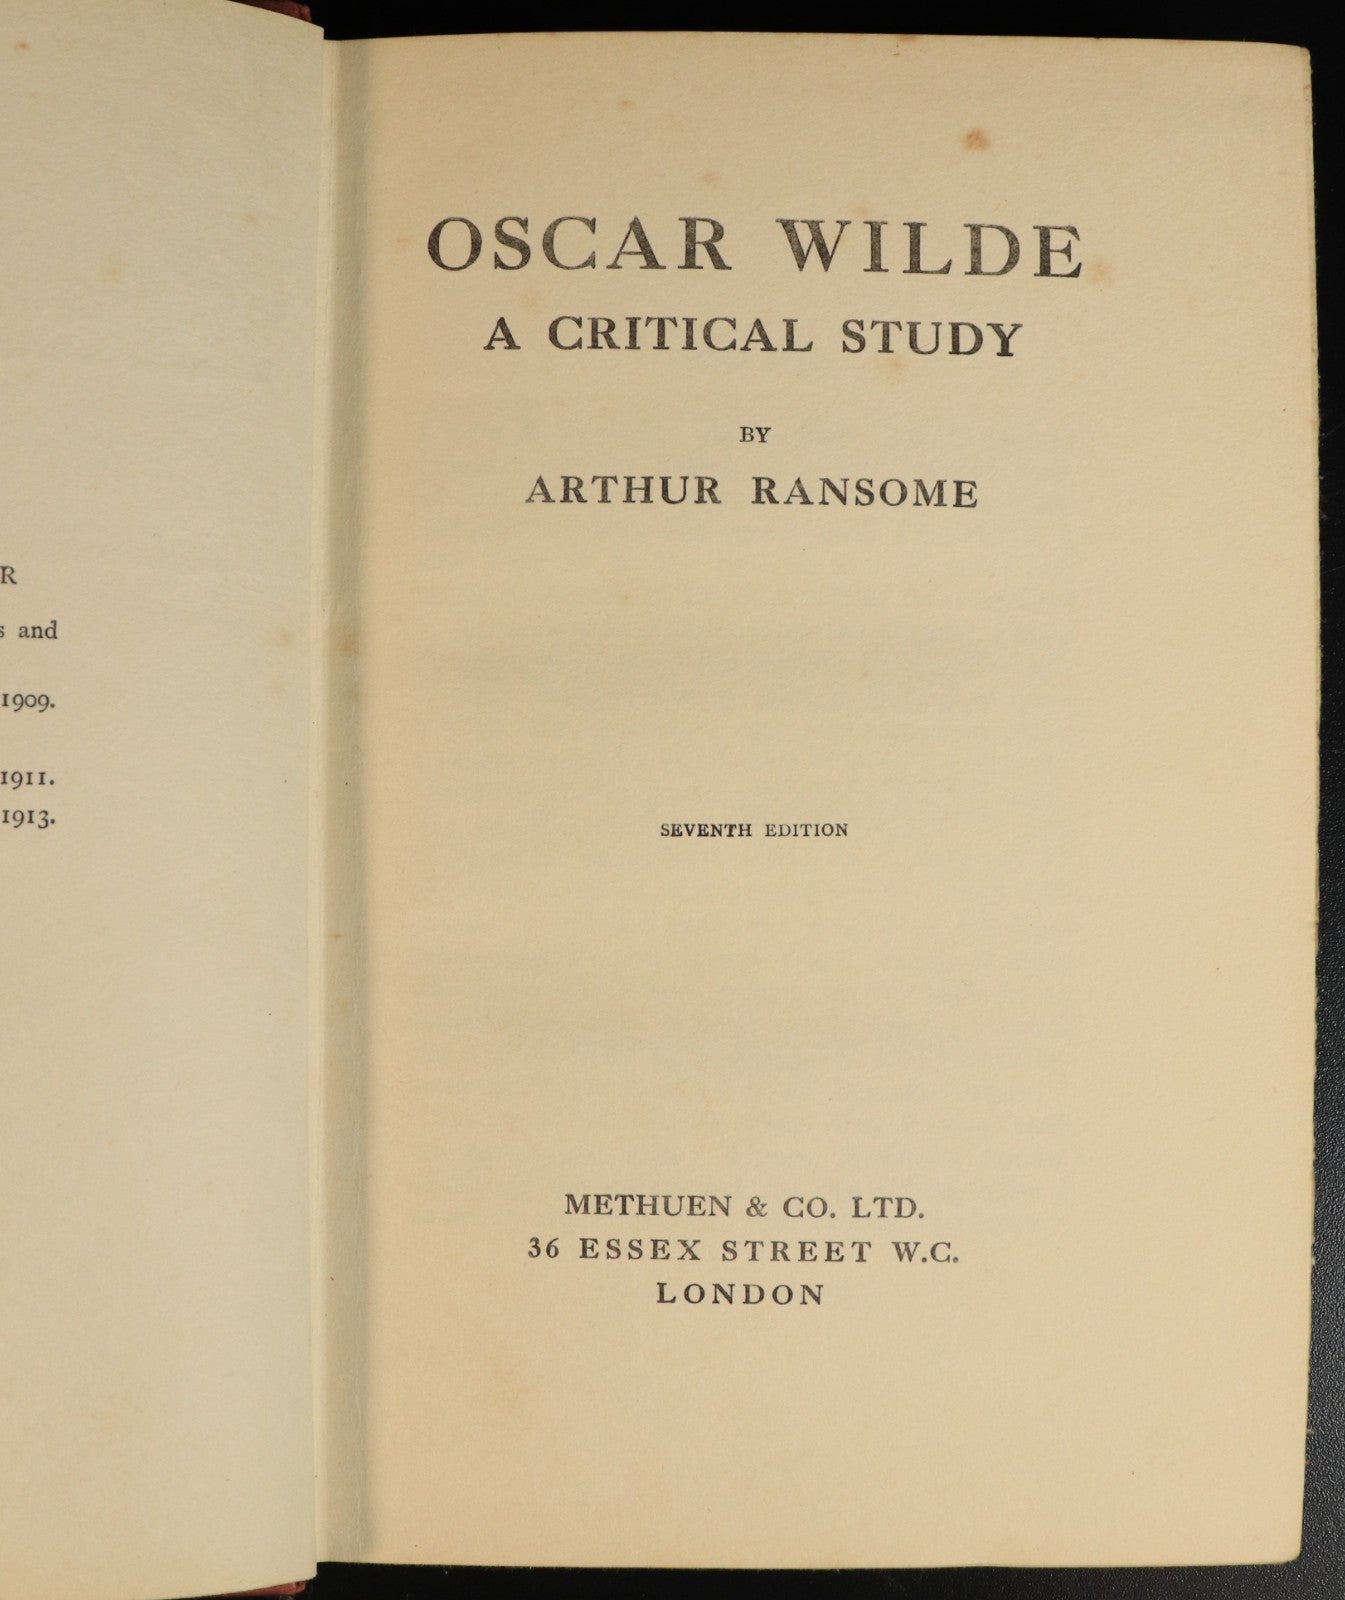 R
s and
1909.
1911.
1913.
OSCAR WILDE
A CRITICAL STUDY
BY
ARTHUR RANSOME
SEVENTH EDITION
METHUEN & CO. LTD.
36 ESSEX STREET W.C.
LONDON